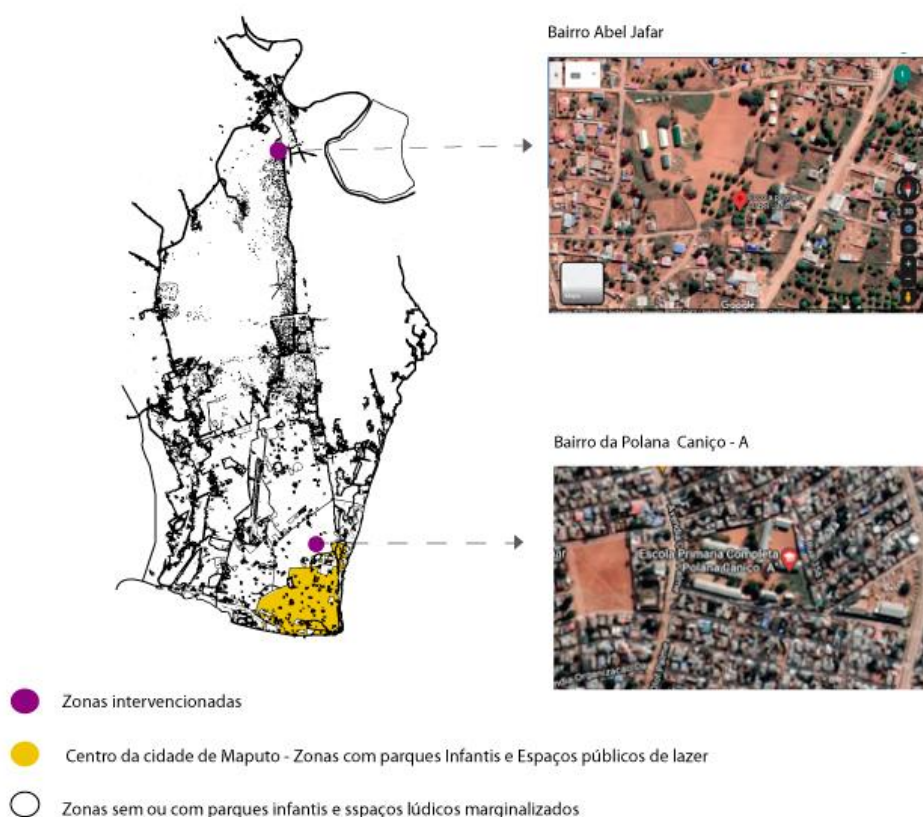 Bairro Abel Jafar
Google
Bairro da Polana Caniço - A
Escola Primaria Completa
Polana Caniço - A
Zonas intervencionadas
Centro da cidade de Maputo - Zonas com parques Infantis e Espaços públicos de lazer
Zonas sem ou com parques infantis e sspaços lúdicos marginalizados